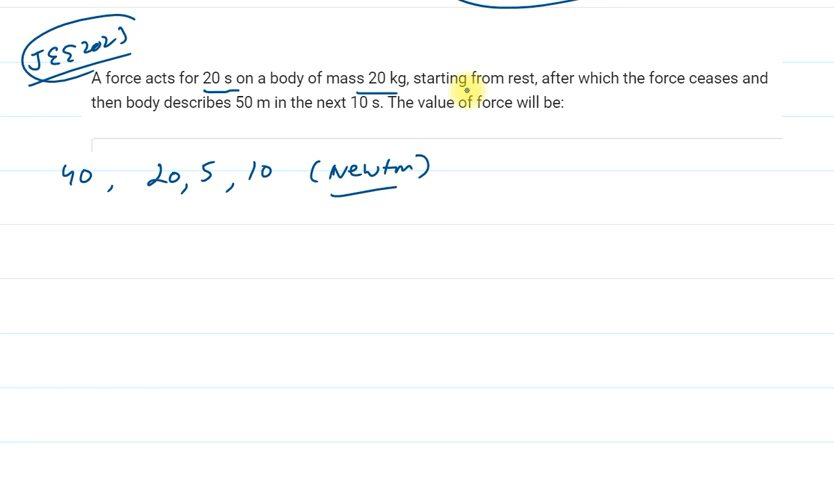 JEE 2023
A force acts for 20 s on a body of mass 20 kg, starting from rest, after which the force ceases and
then body describes 50 m in the next 10 s. The value of force will be:
40, 20, 5, 10 (Newtm)